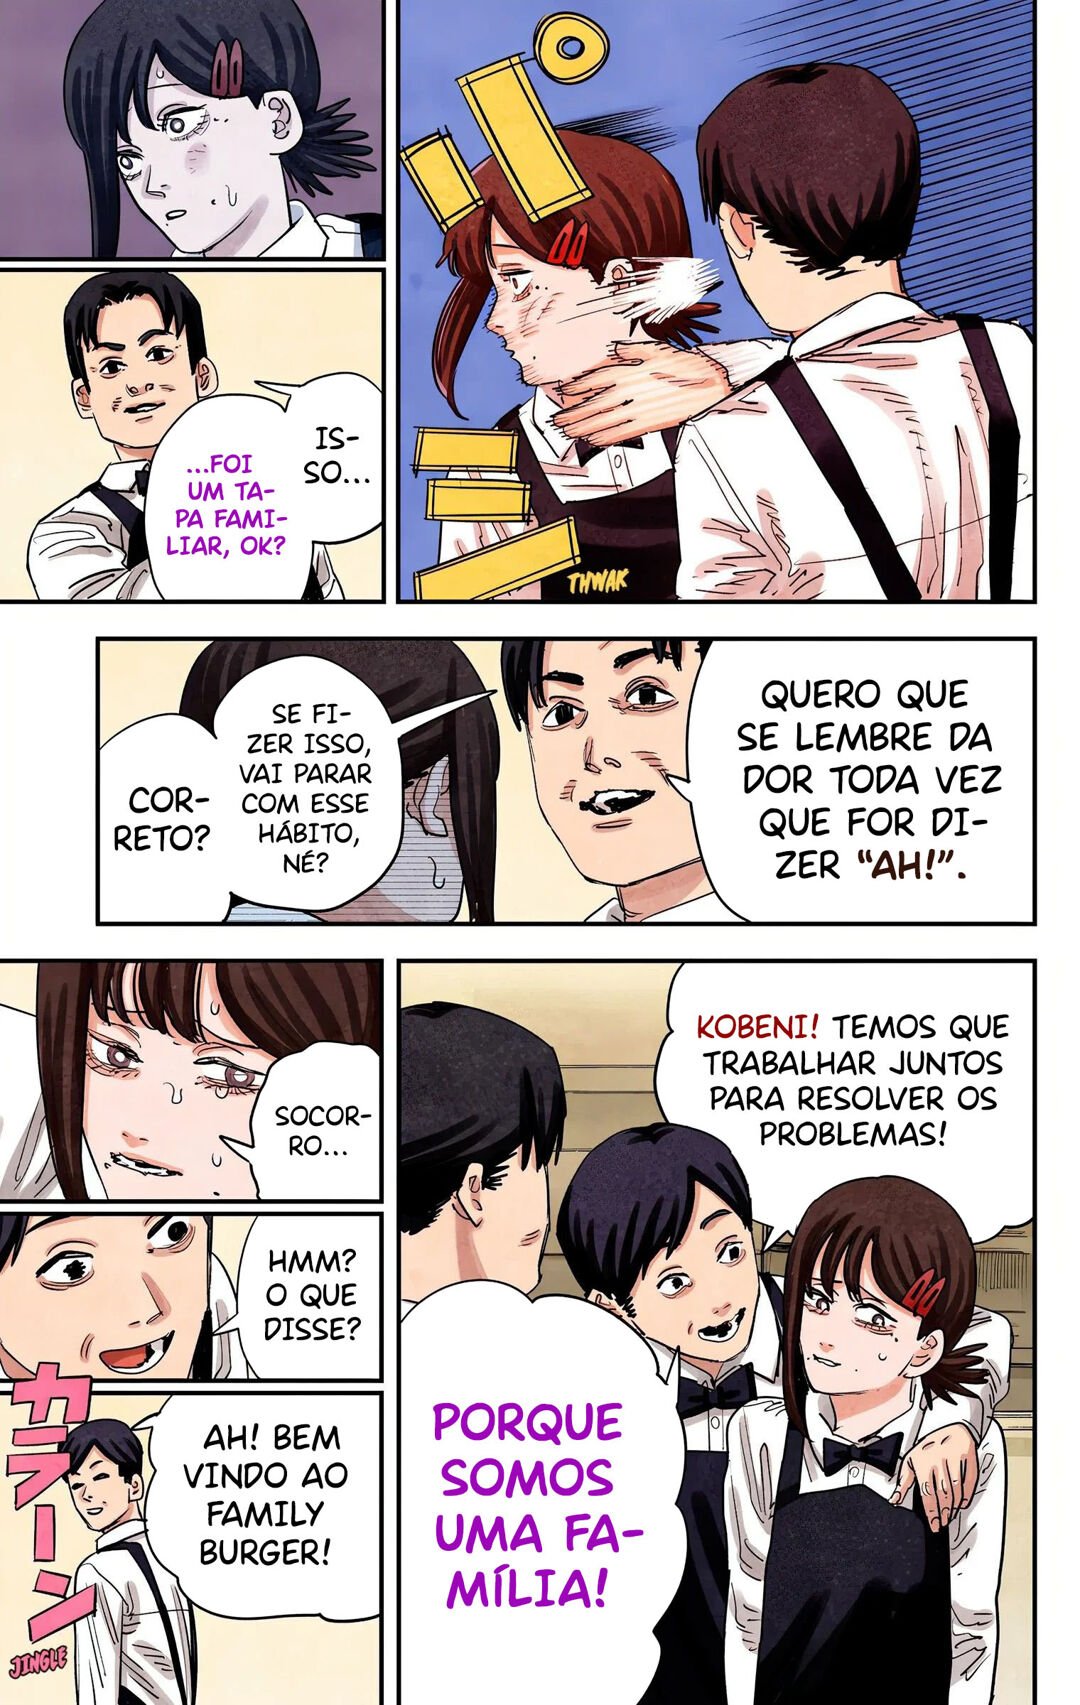 THWAK
IS-
SO...
...FOI
UM TA-
PA FAMI-
LIAR, OK?
QUERO QUE
SE LEMBRE DA
DOR TODA VEZ
QUE FOR DI-
ZER “AH!”.
SE FI-
ZER ISSO,
VAI PARAR
COM ESSE
HÁBITO,
NÉ?
COR-
RETO?
KOBENI! TEMOS QUE
TRABALHAR JUNTOS
PARA RESOLVER OS
PROBLEMAS!
PORQUE
SOMOS
UMA FA-
MÍLIA!
SOCOR-
RO...
HMM?
O QUE
DISSE?
AH! BEM
VINDO AO
FAMILY
BURGER!
カラーン
JINGLE